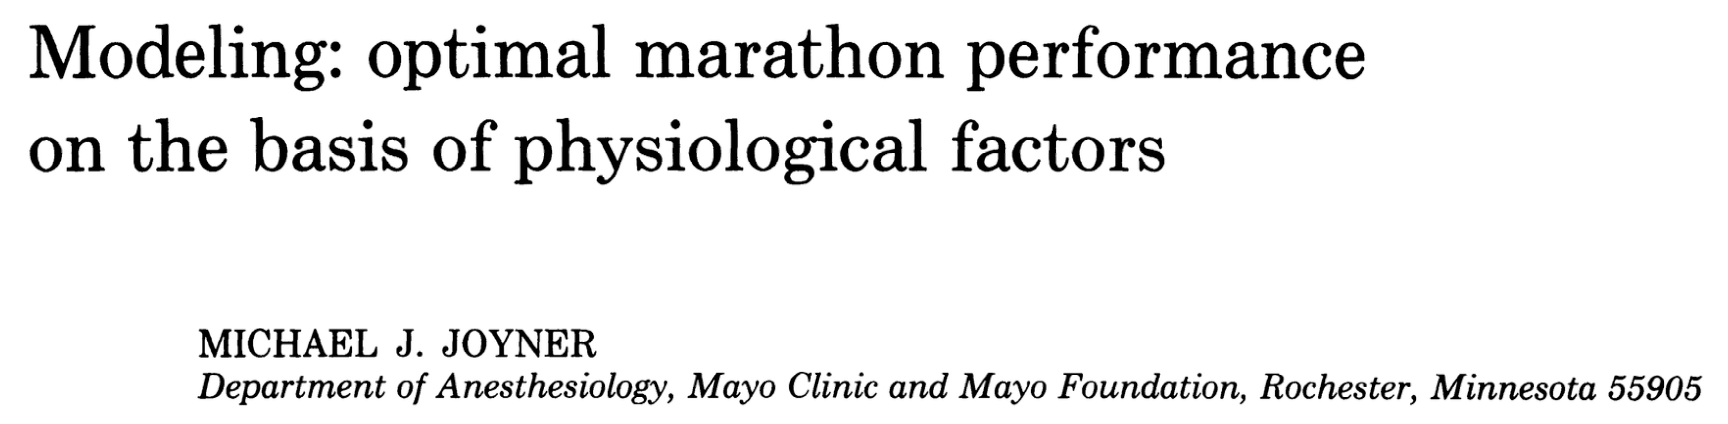 Modeling: optimal marathon performance
on the basis of physiological factors
MICHAEL J. JOYNER
Department of Anesthesiology, Mayo Clinic and Mayo Foundation, Rochester, Minnesota 55905